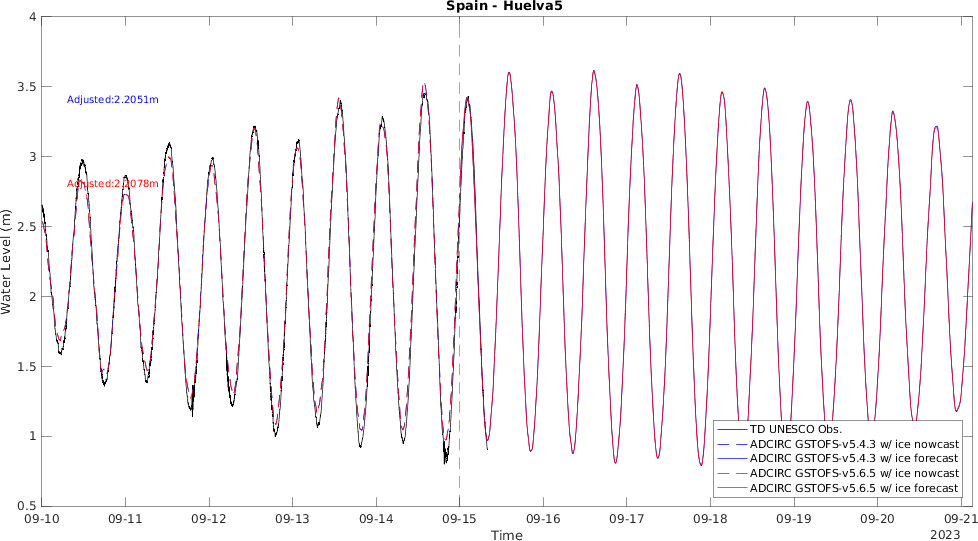 Spain - Huelva5
4
3.5
3
2.5
2
1.5
1
0.5
Water Level (m)
Adjusted:2.2051m
Adjusted:2.2078m
TD UNESCO Obs.
ADCIRC GSTOFS-v5.4.3 w/ ice nowcast
ADCIRC GSTOFS-v5.4.3 w/ ice forecast
ADCIRC GSTOFS-v5.6.5 w/ ice nowcast
ADCIRC GSTOFS-v5.6.5 w/ ice forecast
09-10 09-11 09-12 09-13 09-14 09-15 09-16 09-17 09-18 09-19 09-20 09-21
Time
2023